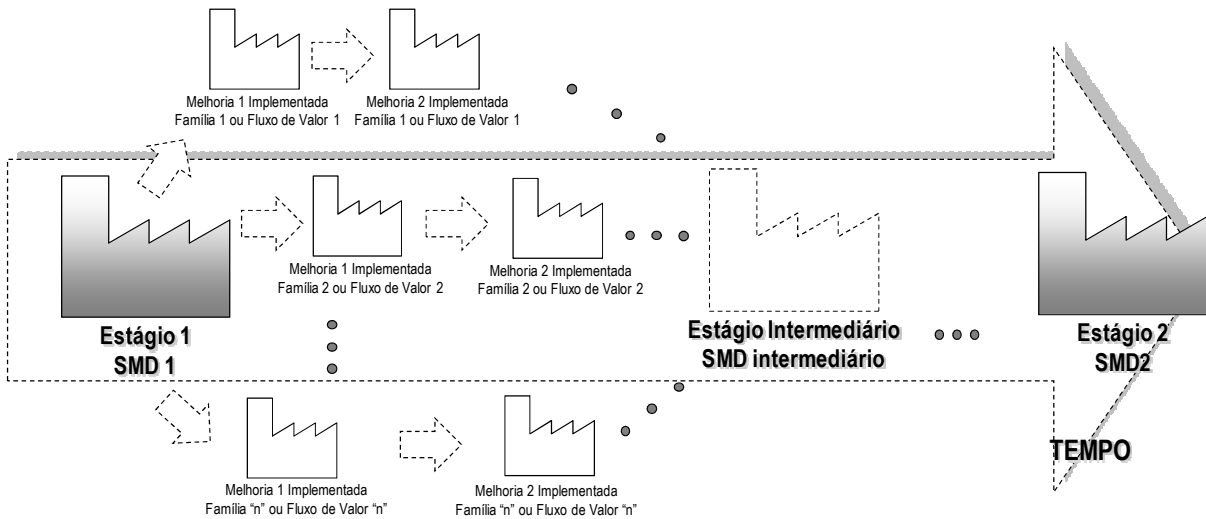 Melhoria 1 Implementada
Família 1 ou Fluxo de Valor 1
Melhoria 2 Implementada
Família 1 ou Fluxo de Valor 1
Melhoria 1 Implementada
Família 2 ou Fluxo de Valor 2
Melhoria 2 Implementada
Família 2 ou Fluxo de Valor 2
Estágio 1
SMD 1
Estágio Intermediário
SMD intermediário
Estágio 2
SMD2
Melhoria 1 Implementada
Família “n” ou Fluxo de Valor “n”
Melhoria 2 Implementada
Família “n” ou Fluxo de Valor “n”
TEMPO